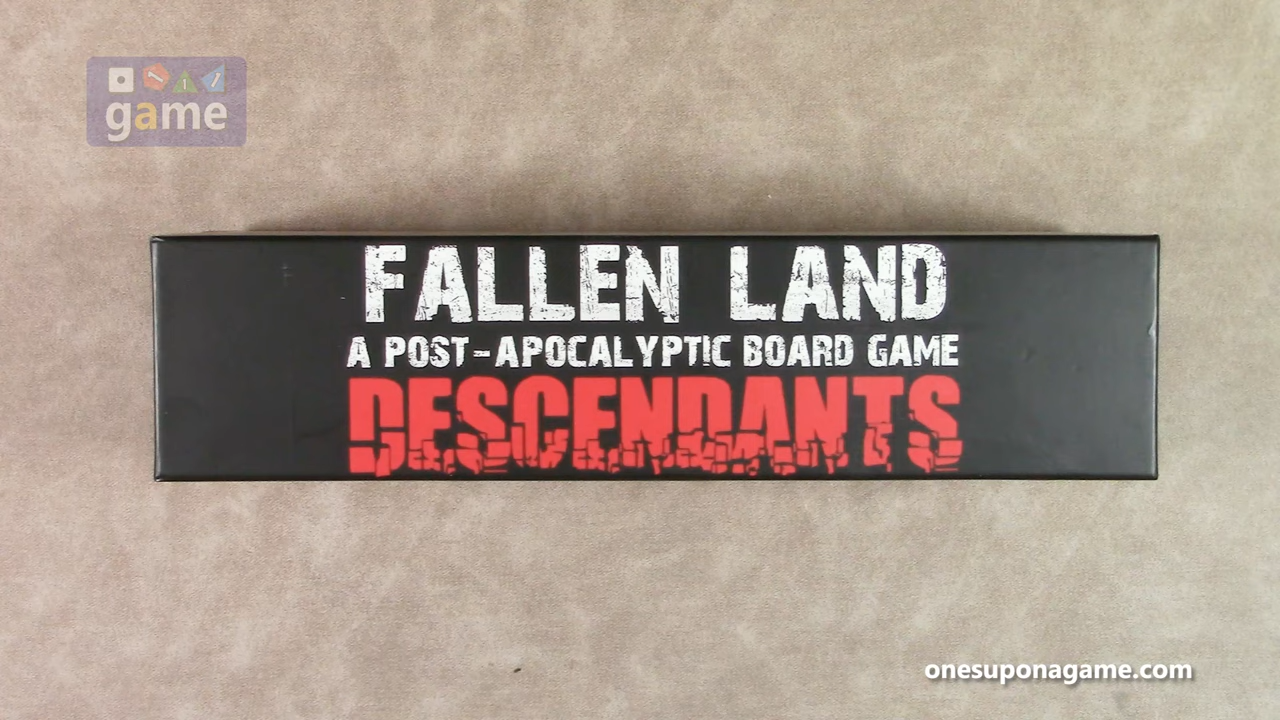 game
FALLEN LAND
A POST-APOCALYPTIC BOARD GAME
DESCENDANTS
onesuponagame.com